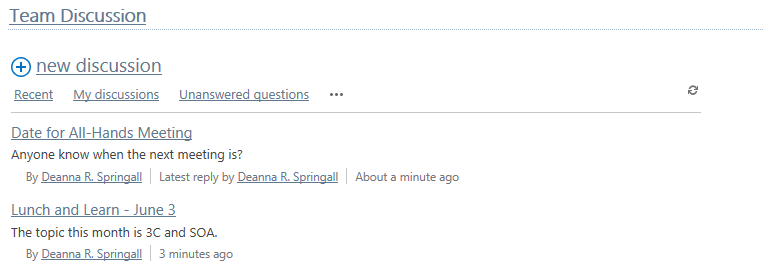 Team Discussion
new discussion
Recent My discussions Unanswered questions ...
Date for All-Hands Meeting
Anyone know when the next meeting is?
By Deanna R. Springall Latest reply by Deanna R. Springall About a minute ago
Lunch and Learn - June 3
The topic this month is 3C and SOA.
By Deanna R. Springall 3 minutes ago